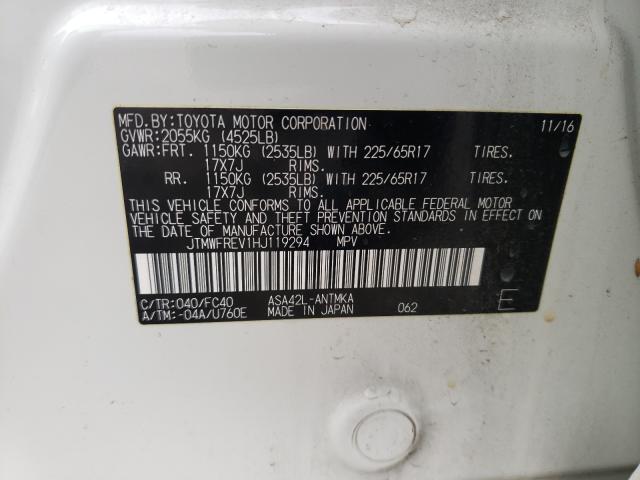 MFD. BY: TOYOTA MOTOR CORPORATION 11/16
GVWR: 2055KG (4525LB)
GAWR: FRT. 1150KG (2535LB) WITH 225/65R17 TIRES.
17X7J RIMS.
RR. 1150KG (2535LB) WITH 225/65R17 TIRES.
17X7J RIMS.
THIS VEHICLE CONFORMS TO ALL APPLICABLE FEDERAL MOTOR
VEHICLE SAFETY AND THEFT PREVENTION STANDARDS IN EFFECT ON
THE DATE OF MANUFACTURE SHOWN ABOVE.
JTMWFREV1HJ119294 MPV
C/TR: 040/FC40 ASA42L-ANTMKA
A/TM: -04A/U760E MADE IN JAPAN 062 E